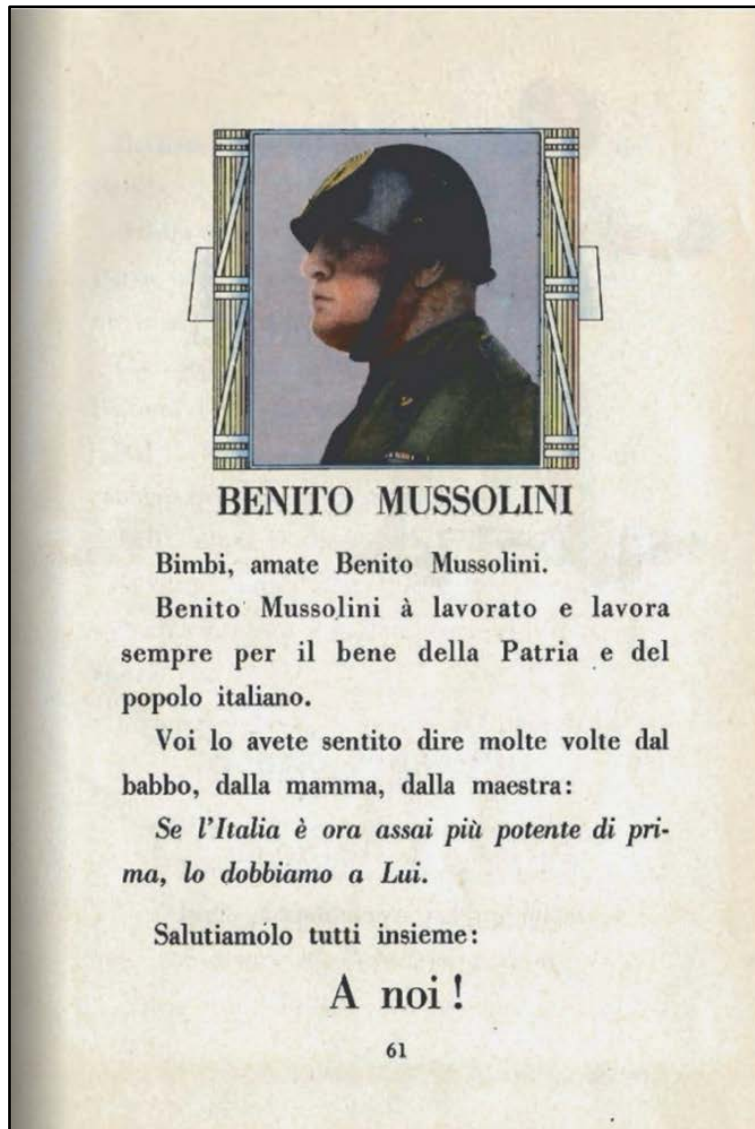 BENITO MUSSOLINI
Bimbi, amate Benito Mussolini.
Benito Mussolini à lavorato e lavora
sempre per il bene della Patria e del
popolo italiano.
Voi lo avete sentito dire molte volte dal
babbo, dalla mamma, dalla maestra:
Se l'Italia è ora assai più potente di pri-
ma, lo dobbiamo a Lui.
Salutiamolo tutti insieme:
A noi!
61